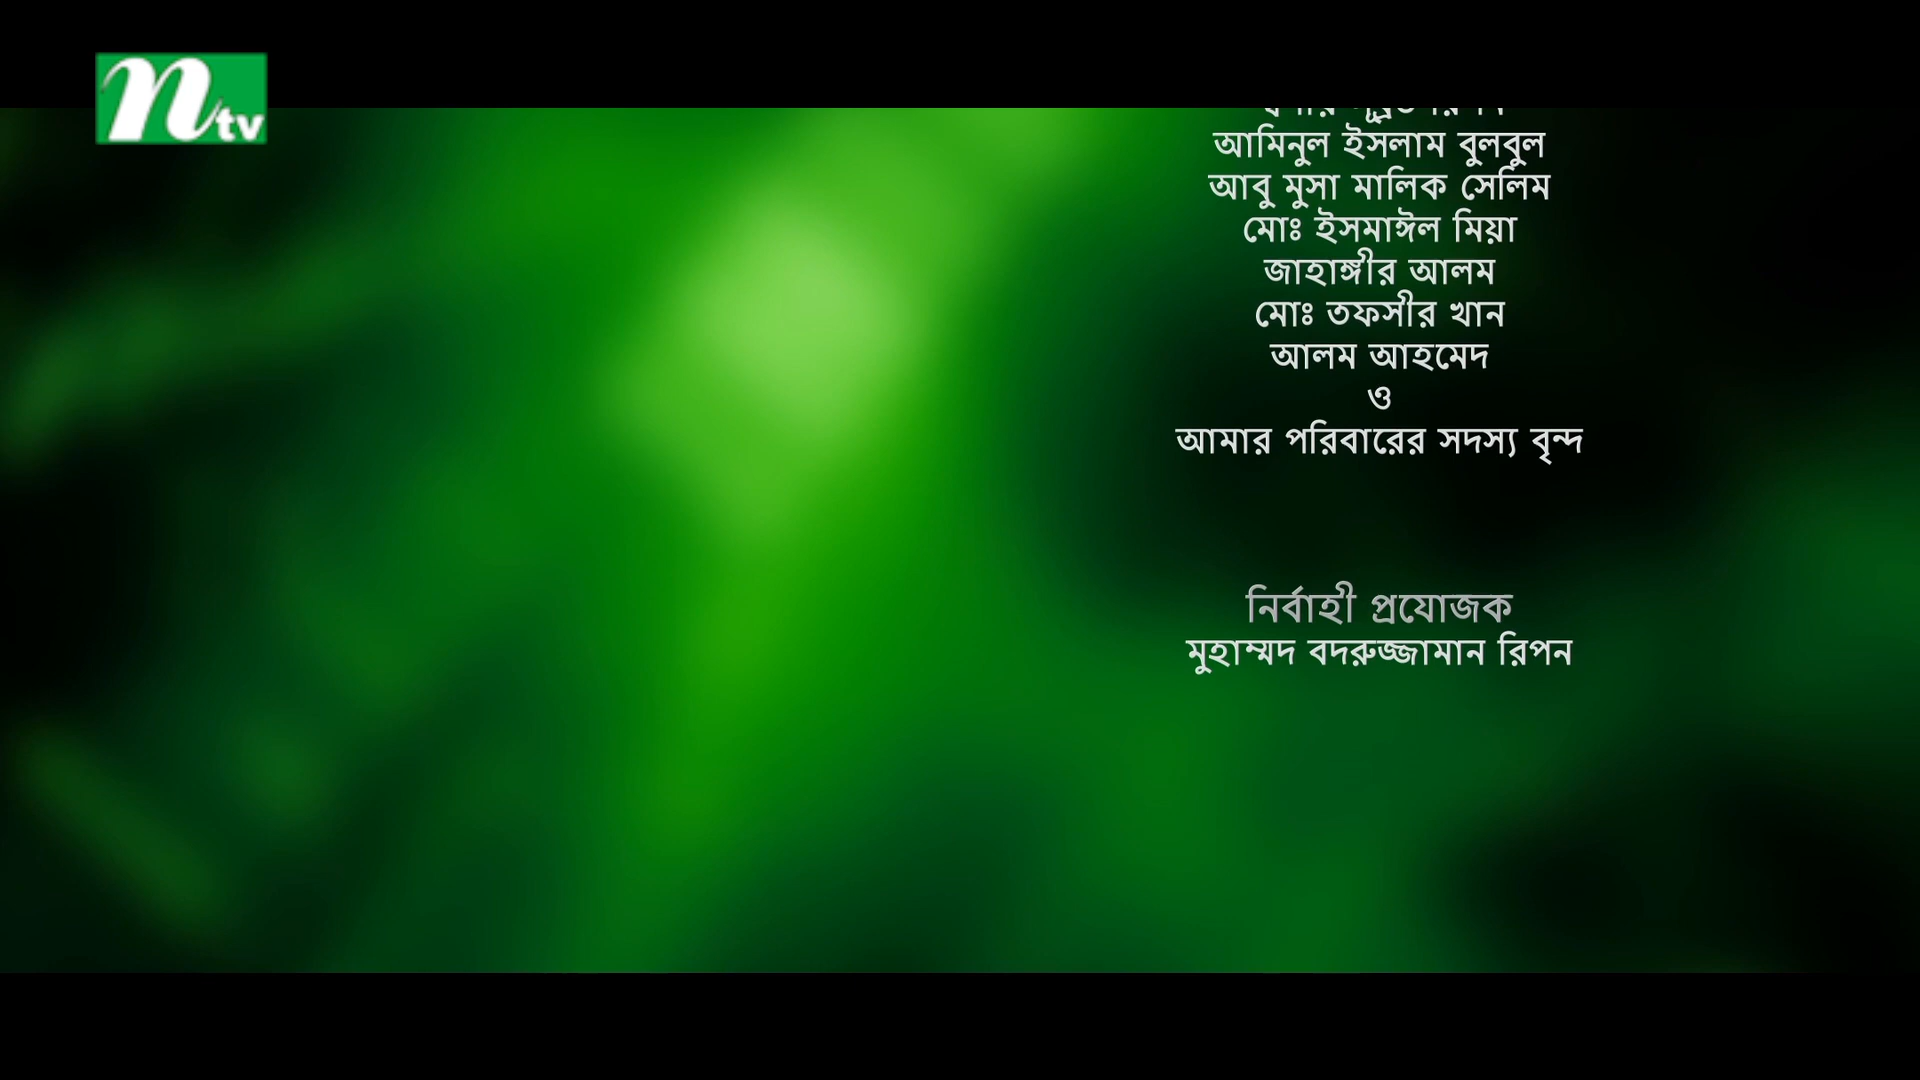 ntv
আমিনুল ইসলাম বুলবুল
আবু মুসা মালিক সেলিম
মোঃ ইসমাঈল মিয়া
জাহাঙ্গীর আলম
মোঃ তফসীর খান
আলম আহমেদ
ও
আমার পরিবারের সদস্য বৃন্দ
নির্বাহী প্রযোজক
মুহাম্মদ বদরুজ্জামান রিপন